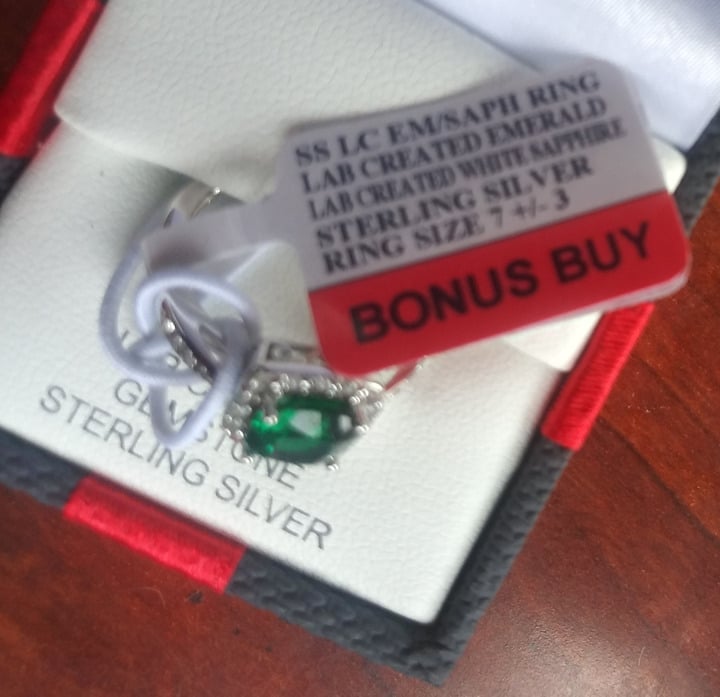 SS LC EM/SAPH RING
LAB CREATED EMERALD
LAB CREATED WHITE SAPPHIRE
STERLING SILVER
RING SIZE 7 +/- 3
BONUS BUY
GEMSTONE
STERLING SILVER